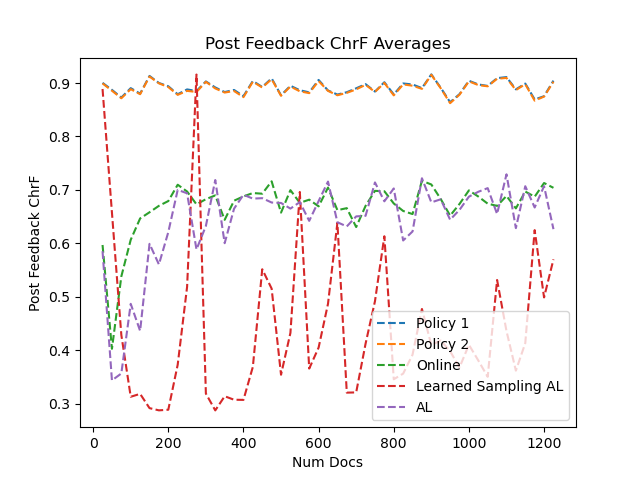 Post Feedback ChrF Averages
Post Feedback ChrF
0.9
0.8
0.7
0.6
0.5
0.4
0.3
Policy 1
Policy 2
Online
Learned Sampling AL
AL
0 200 400 600 800 1000 1200
Num Docs